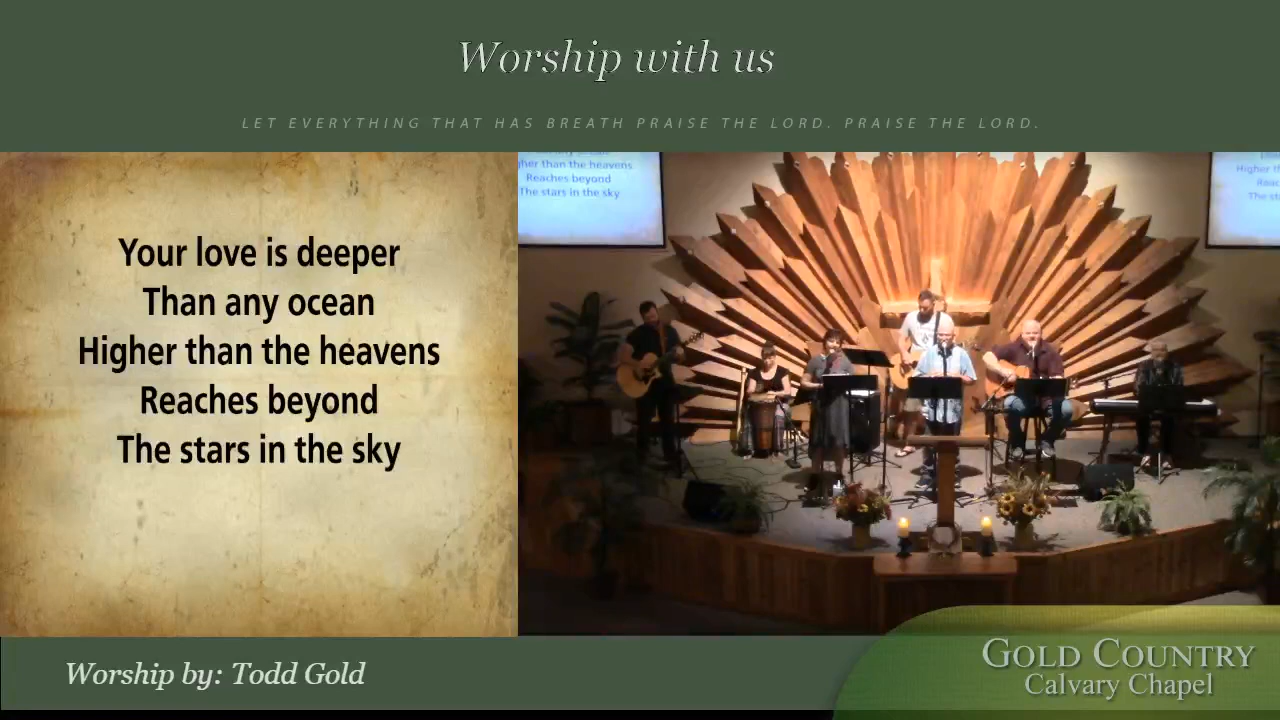 Worship with us
LET EVERYTHING THAT HAS BREATH PRAISE THE LORD. PRAISE THE LORD.
Your love is deeper
Than any ocean
Higher than the heavens
Reaches beyond
The stars in the sky
than the heavens
Reaches beyond
The stars in the sky
Higher
The
Worship by: Todd Gold
GOLD COUNTRY
Calvary Chapel